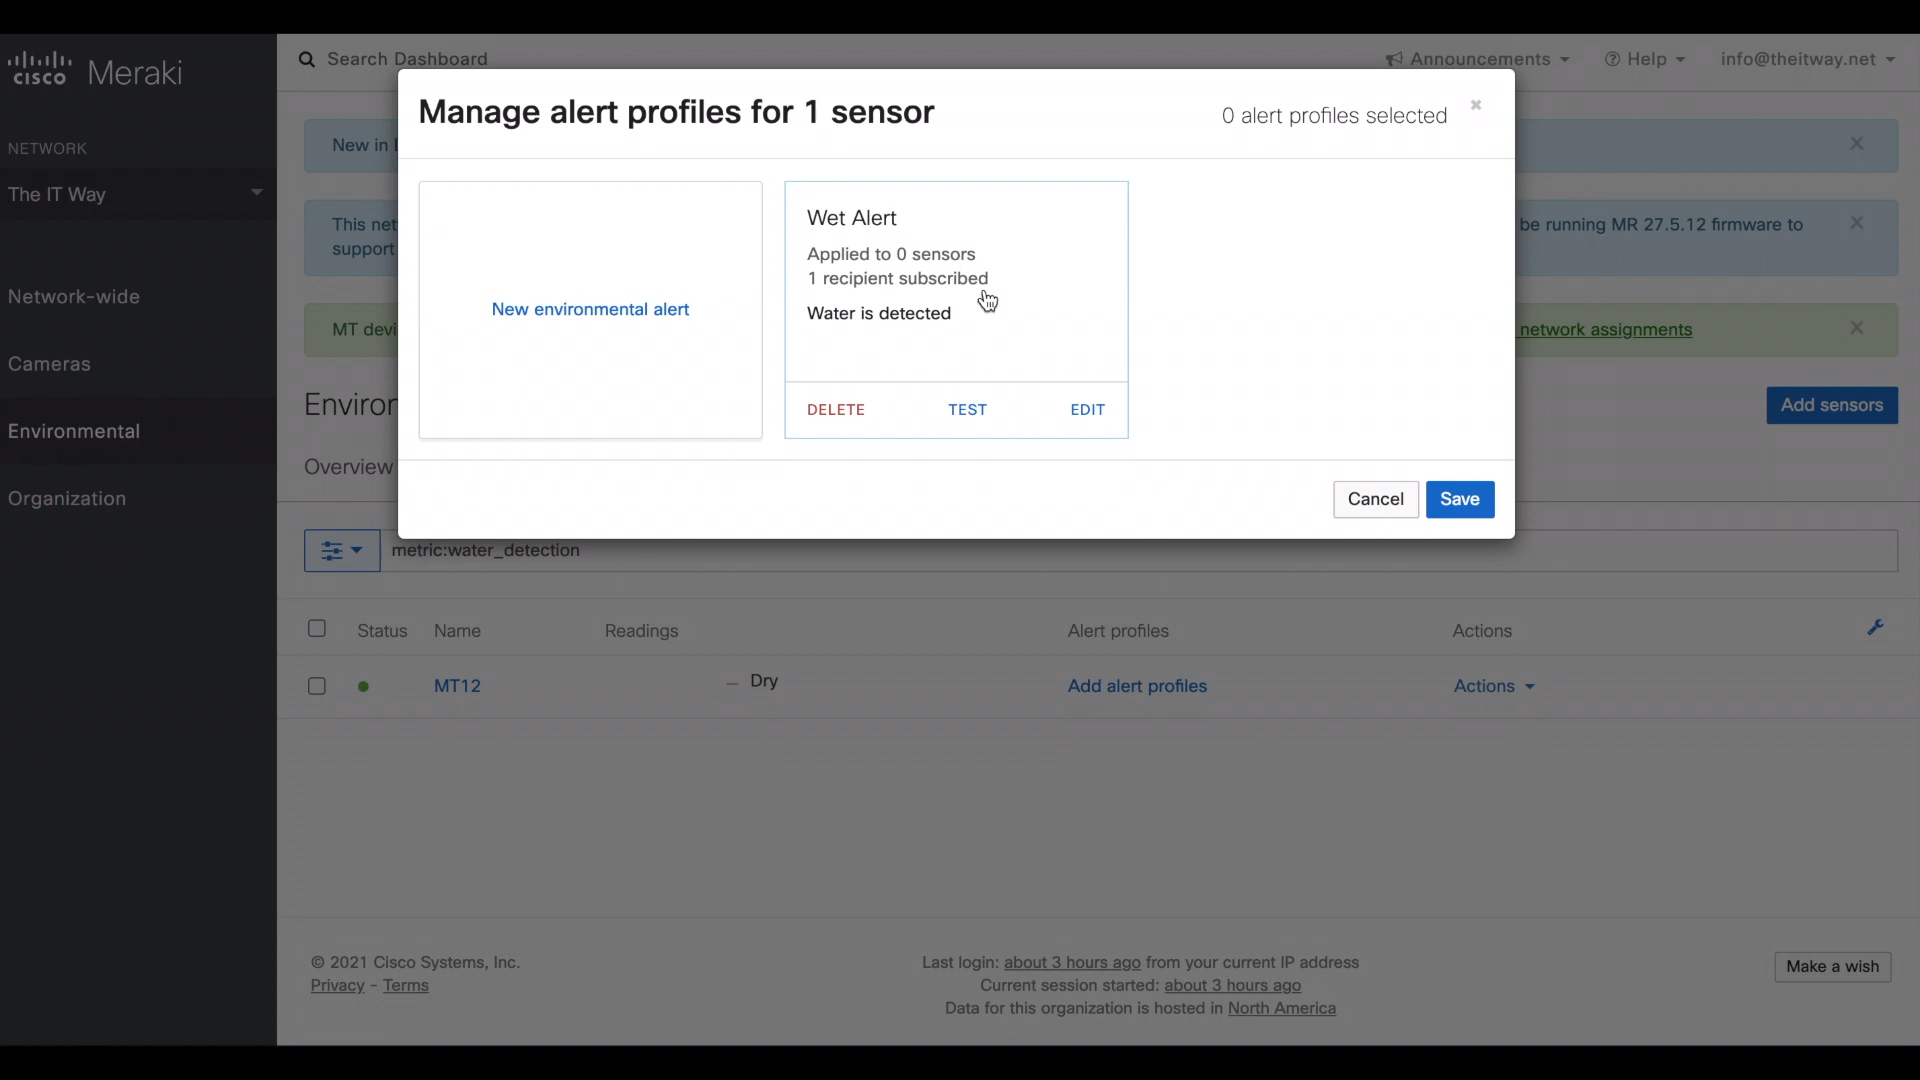 cisco Meraki
Search Dashboard
Announcements
Help
info@theitway.net
NETWORK
The IT Way
Network-wide
Cameras
Environmental
Organization
New in
This net
support
be running MR 27.5.12 firmware to
MT devi
network assignments
Environ
Add sensors
Overview
Manage alert profiles for 1 sensor
0 alert profiles selected
New environmental alert
Wet Alert
Applied to 0 sensors
1 recipient subscribed
Water is detected
DELETE TEST EDIT
Cancel Save
metric:water_detection
Status Name Readings Alert profiles Actions
MT12 – Dry Add alert profiles Actions
© 2021 Cisco Systems, Inc.
Privacy - Terms
Last login: about 3 hours ago from your current IP address
Current session started: about 3 hours ago
Data for this organization is hosted in North America
Make a wish